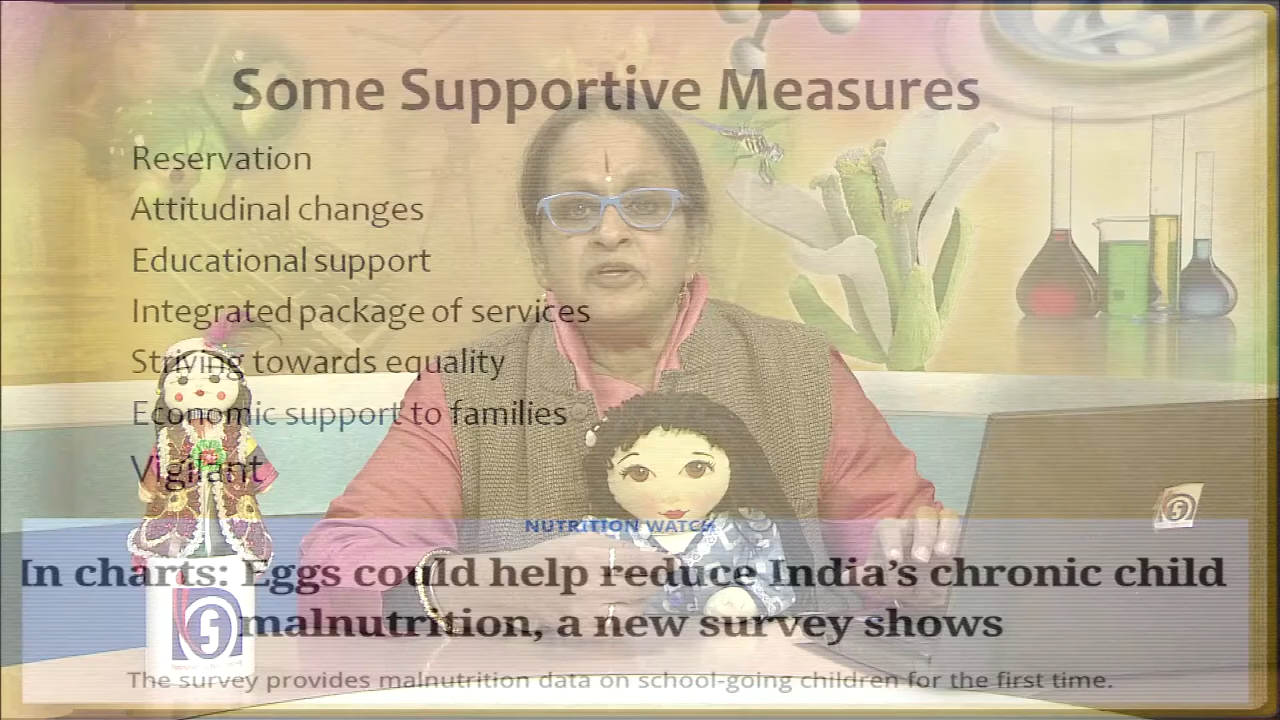 Some Supportive Measures
Reservation
Attitudinal changes
Educational support
Integrated package of services
Striving towards equality
Economic support to families
Vigilant
NUTRITION WATCH
In charts: Eggs could help reduce India's chronic child
malnutrition, a new survey shows
The survey provides malnutrition data on school-going children for the first time.